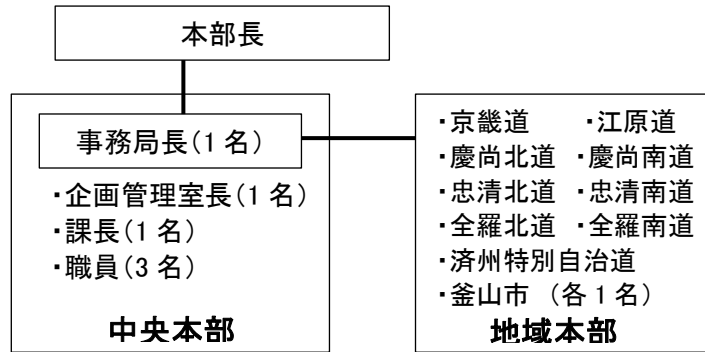 本部長
事務局長(1名)
・企画管理室長(1名)
・課長(1名)
・職員(3名)
中央本部
・京畿道 ・江原道
・慶尚北道 ・慶尚南道
・忠清北道 ・忠清南道
・全羅北道 ・全羅南道
・済州特別自治道
・釜山市 (各1名)
地域本部